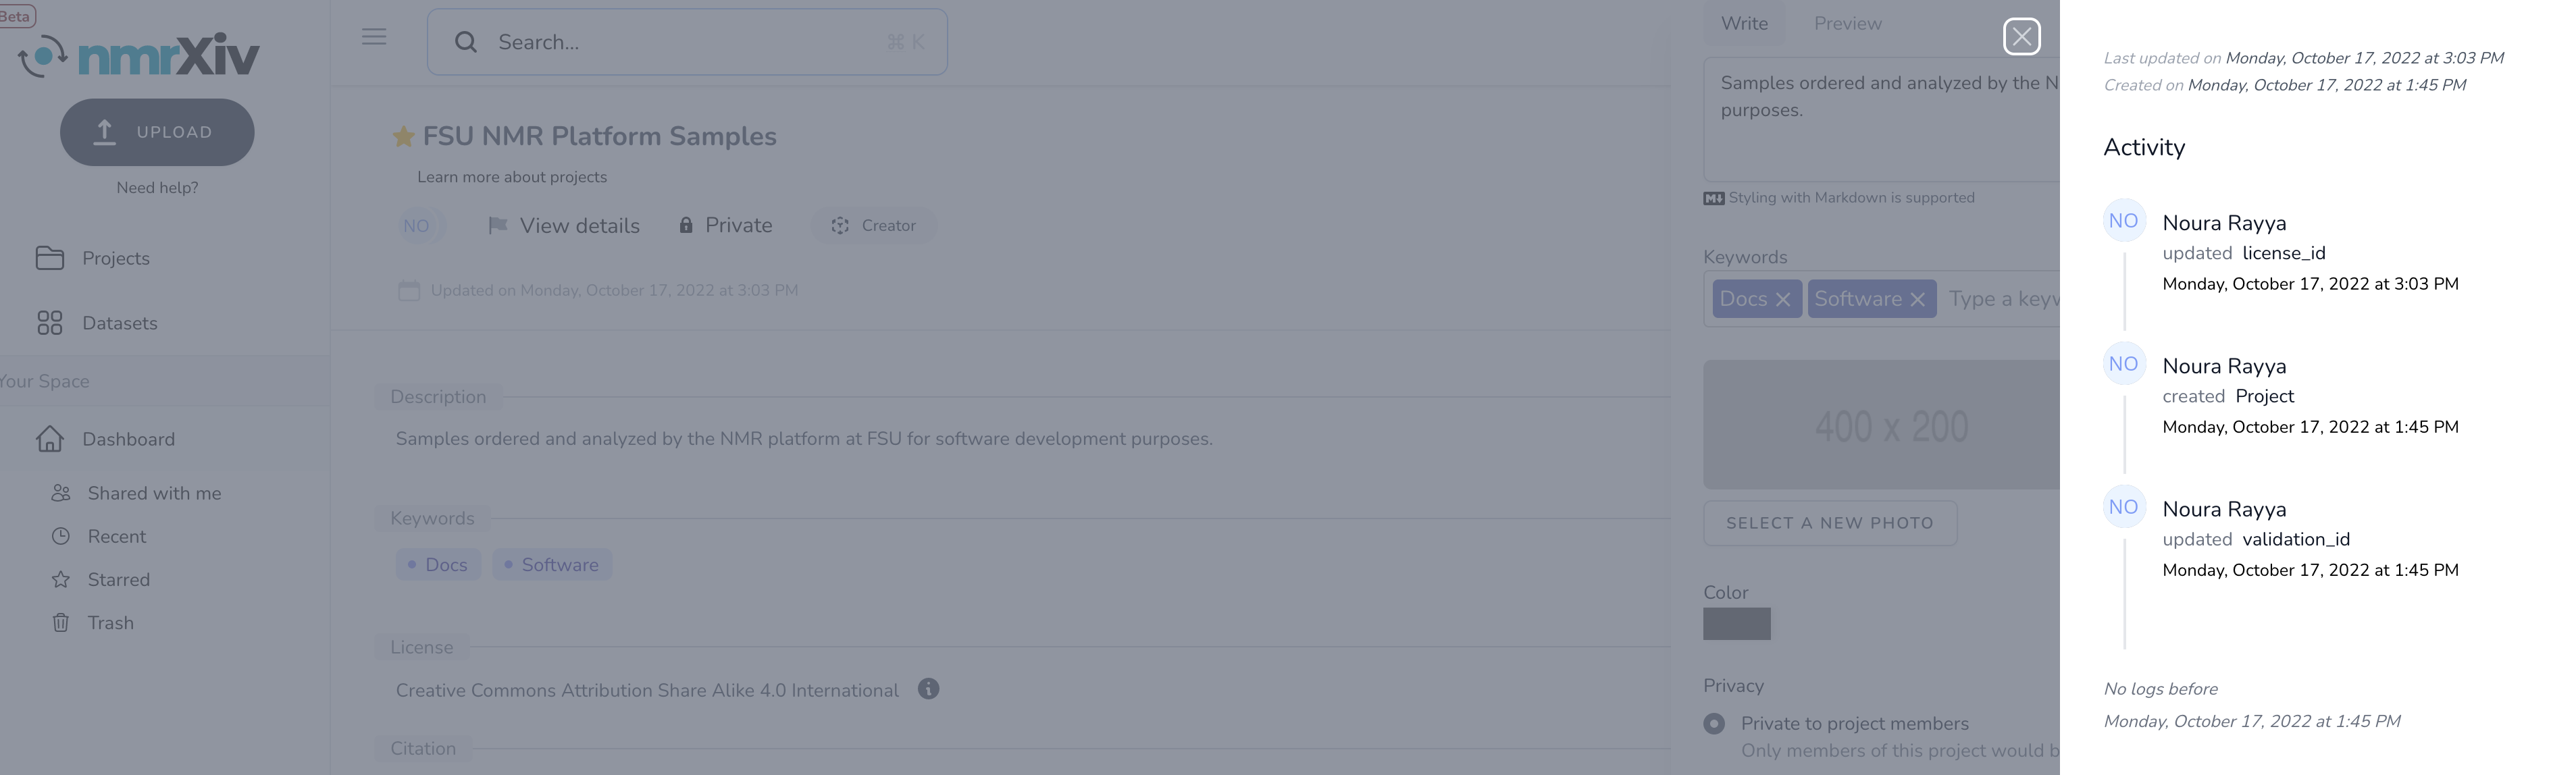 Beta
nmrXiv
UPLOAD
Need help?
Projects
Datasets
Your Space
Dashboard
Shared with me
Recent
Starred
Trash
Search...
⌘ K
FSU NMR Platform Samples
Learn more about projects
NO
View details
Private
Creator
Updated on Monday, October 17, 2022 at 3:03 PM
Description
Samples ordered and analyzed by the NMR platform at FSU for software development purposes.
Keywords
Docs
Software
License
Creative Commons Attribution Share Alike 4.0 International
Citation
Write
Preview
Samples ordered and analyzed by the N
purposes.
Styling with Markdown is supported
Keywords
Docs
Software
Type a keyw
400 x 200
SELECT A NEW PHOTO
Color
Privacy
Private to project members
Only members of this project would b
Last updated on Monday, October 17, 2022 at 3:03 PM
Created on Monday, October 17, 2022 at 1:45 PM
Activity
NO
Noura Rayya
updated license_id
Monday, October 17, 2022 at 3:03 PM
NO
Noura Rayya
created Project
Monday, October 17, 2022 at 1:45 PM
NO
Noura Rayya
updated validation_id
Monday, October 17, 2022 at 1:45 PM
No logs before
Monday, October 17, 2022 at 1:45 PM